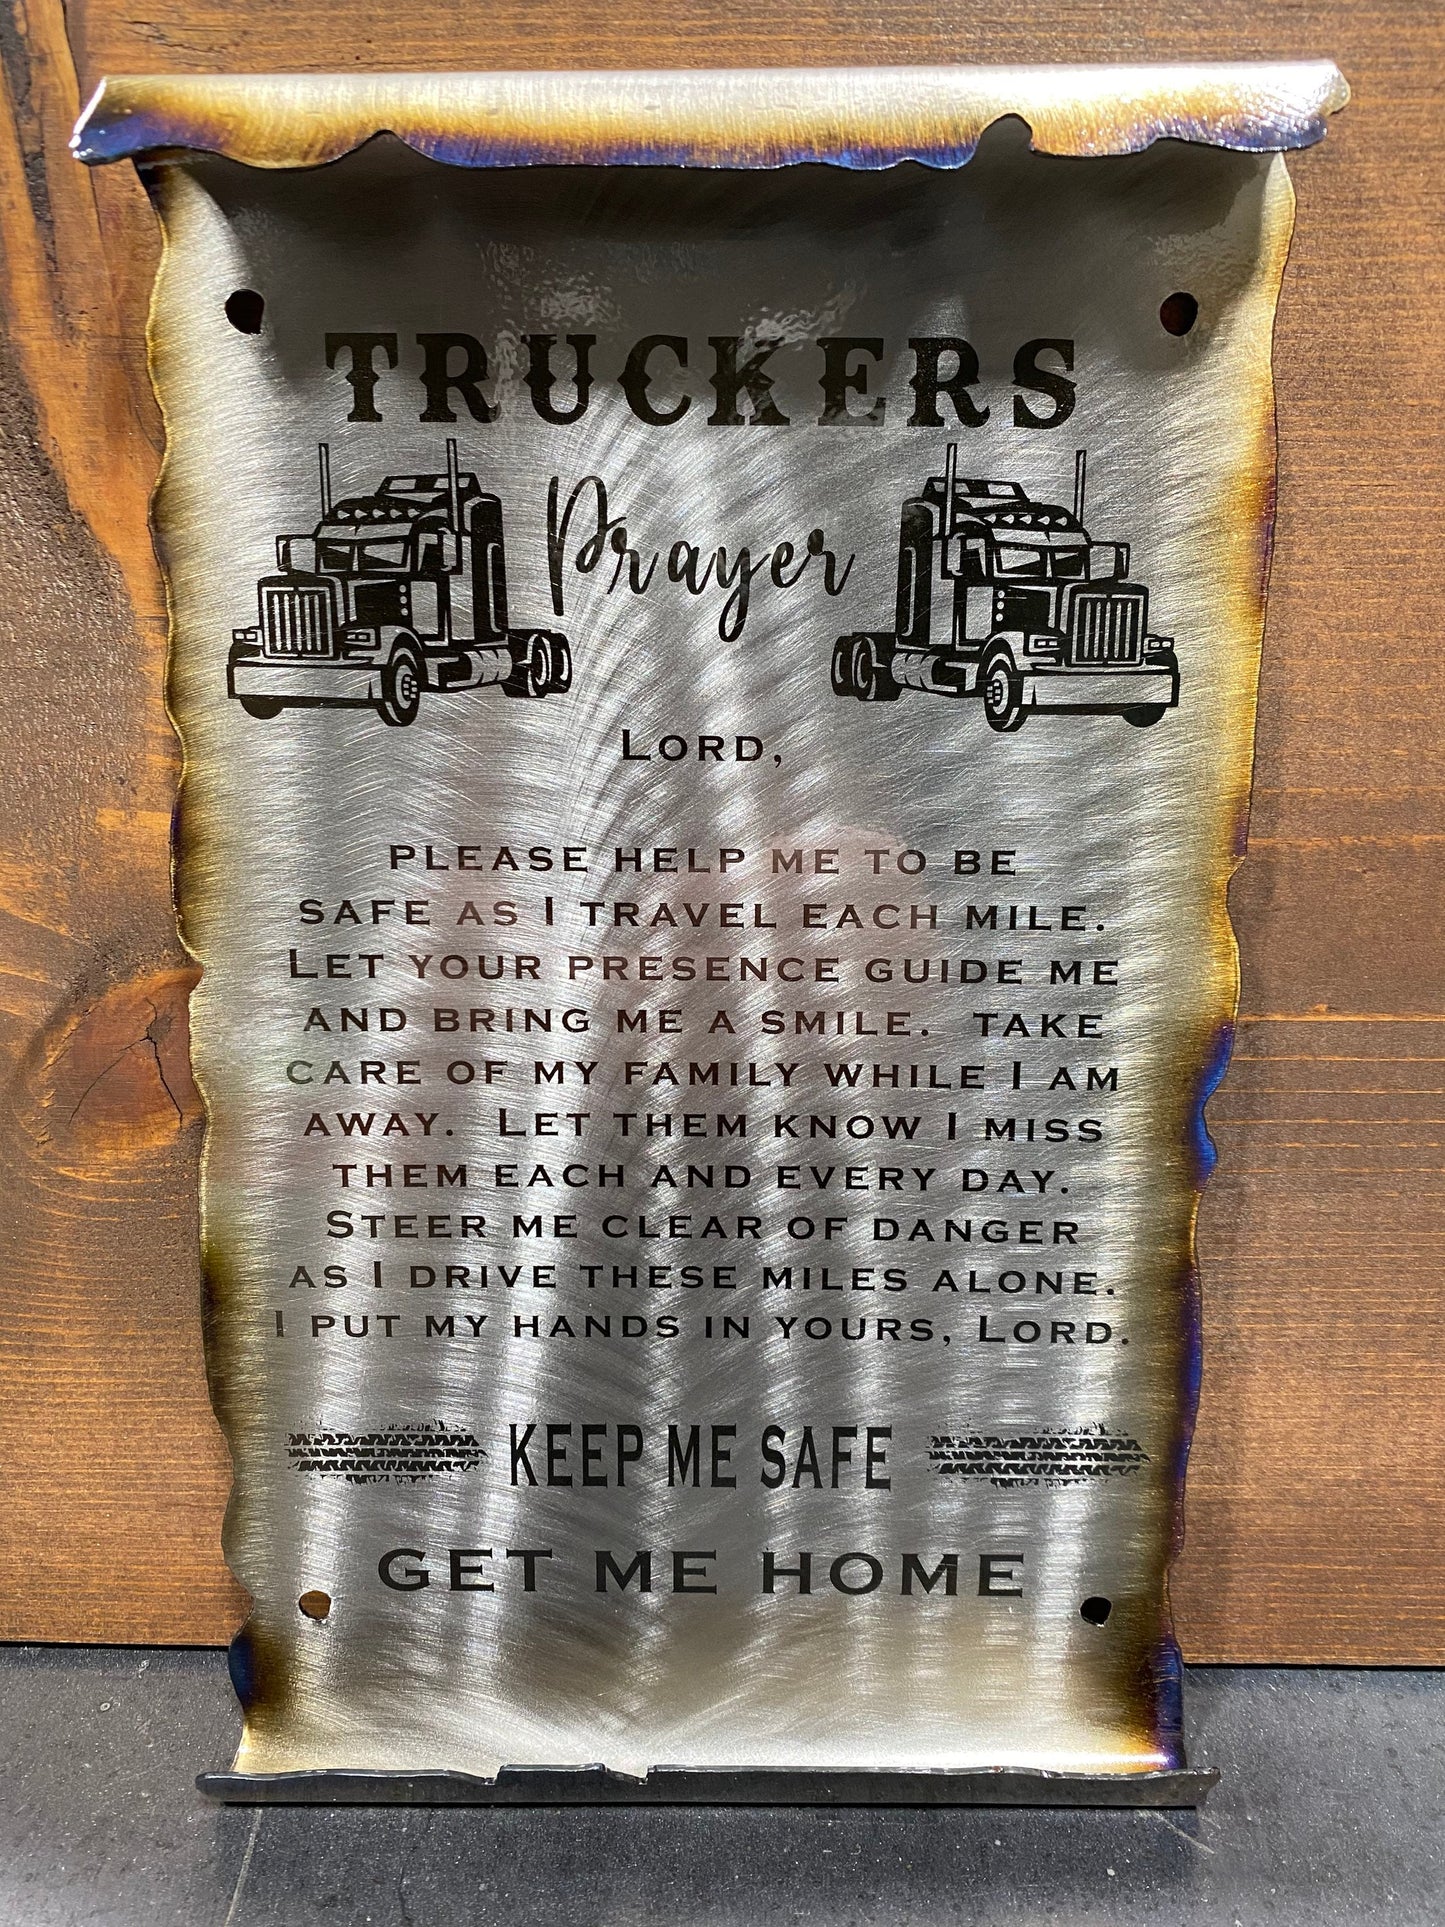 TRUCKERS
Prayer
LORD,
PLEASE HELP ME TO BE
SAFE AS I TRAVEL EACH MILE.
LET YOUR PRESENCE GUIDE ME
AND BRING ME A SMILE. TAKE
CARE OF MY FAMILY WHILE I AM
AWAY. LET THEM KNOW I MISS
THEM EACH AND EVERY DAY.
STEER ME CLEAR OF DANGER
AS I DRIVE THESE MILES ALONE.
I PUT MY HANDS IN YOURS, LORD.
KEEP ME SAFE
GET ME HOME